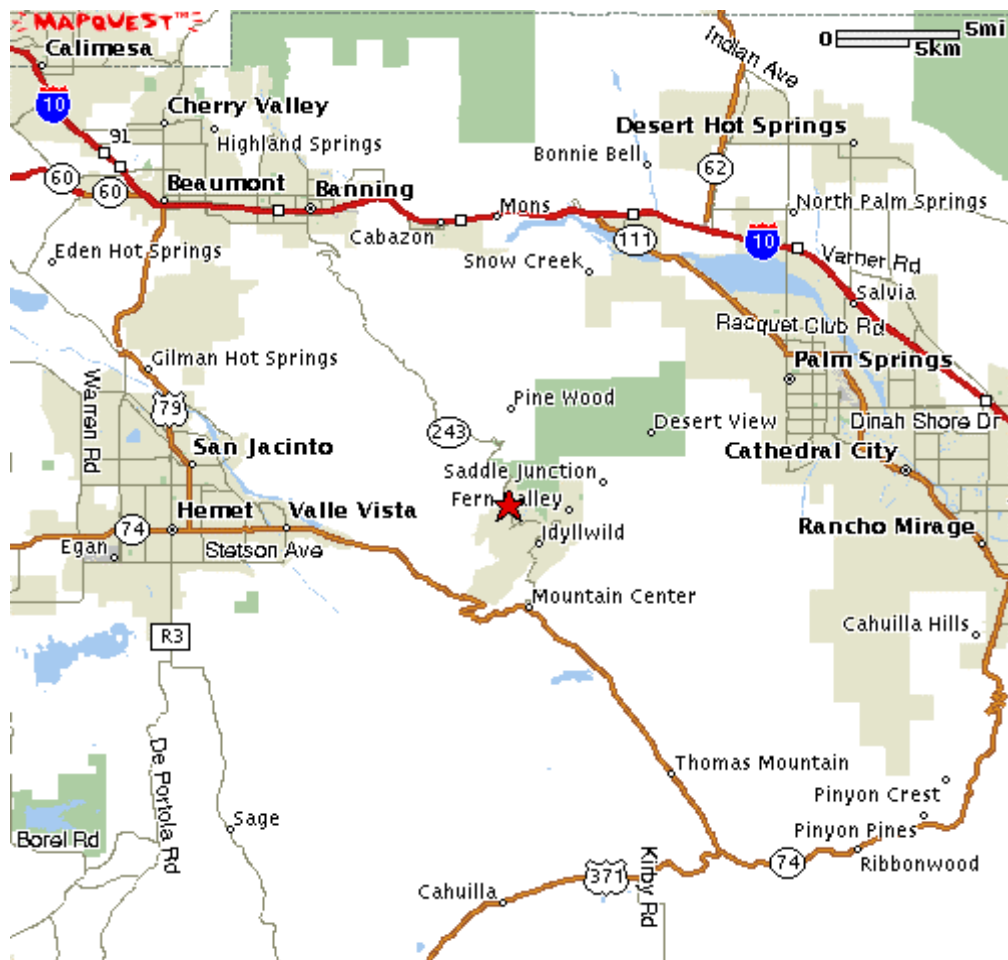 MAPQUEST™
0 5mi
5km
Calimesa
Indian Ave
10
Cherry Valley
91
Highland Springs
Desert Hot Springs
Bonnie Bell
62
60
60
Beaumont
Banning
Mons
North Palm Springs
Cabazon
111
10
Eden Hot Springs
Snow Creek
Varner Rd
Salvia
Racquet Club Rd
Gilman Hot Springs
Palm Springs
Warren Rd
79
Pine Wood
243
Desert View
Dinah Shore Dr
San Jacinto
Saddle Junction
Cathedral City
Fern Valley
Hemet
Valle Vista
74
Rancho Mirage
Egan
Stetson Ave
Idyllwild
Mountain Center
R3
Cahuilla Hills
De Portola Rd
Thomas Mountain
Pinyon Crest
Sage
Borel Rd
Pinyon Pines
74
Ribbonwood
371
Kirby Rd
Cahuilla